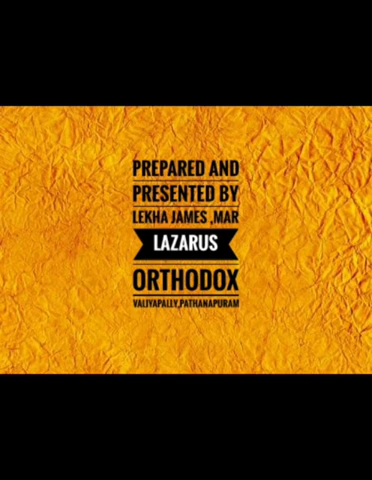 PREPARED AND
PRESENTED BY
LEKHA JAMES ,MAR
LAZARUS
ORTHODOX
VALIYAPALLY,PATHANAPURAM